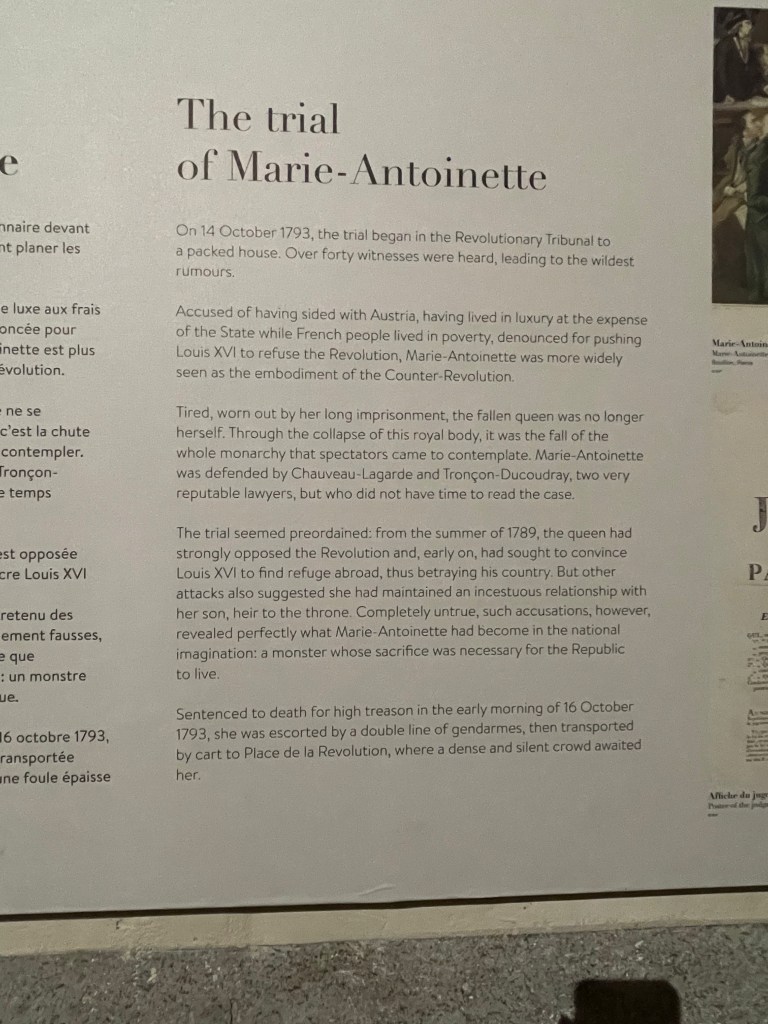 e
nnaire devant
nt planer les
e luxe aux frais
oncée pour
inette est plus
évolution.
ne se
c'est la chute
contempler.
Tronçon-
e temps
est opposée
cre Louis XVI
retenu des
ement fausses,
e que
: un monstre
ue.
16 octobre 1793,
ransportée
une foule épaisse
The trial
of Marie-Antoinette
On 14 October 1793, the trial began in the Revolutionary Tribunal to
a packed house. Over forty witnesses were heard, leading to the wildest
rumours.
Accused of having sided with Austria, having lived in luxury at the expense
of the State while French people lived in poverty, denounced for pushing
Louis XVI to refuse the Revolution, Marie-Antoinette was more widely
seen as the embodiment of the Counter-Revolution.
Tired, worn out by her long imprisonment, the fallen queen was no longer
herself. Through the collapse of this royal body, it was the fall of the
whole monarchy that spectators came to contemplate. Marie-Antoinette
was defended by Chauveau-Lagarde and Tronçon-Ducoudray, two very
reputable lawyers, but who did not have time to read the case.
The trial seemed preordained: from the summer of 1789, the queen had
strongly opposed the Revolution and, early on, had sought to convince
Louis XVI to find refuge abroad, thus betraying his country. But other
attacks also suggested she had maintained an incestuous relationship with
her son, heir to the throne. Completely untrue, such accusations, however,
revealed perfectly what Marie-Antoinette had become in the national
imagination: a monster whose sacrifice was necessary for the Republic
to live.
Sentenced to death for high treason in the early morning of 16 October
1793, she was escorted by a double line of gendarmes, then transported
by cart to Place de la Revolution, where a dense and silent crowd awaited
her.
Marie-Antoin
Marie-Antoinette
J
PA
Affiche du juge
Poster of the judge